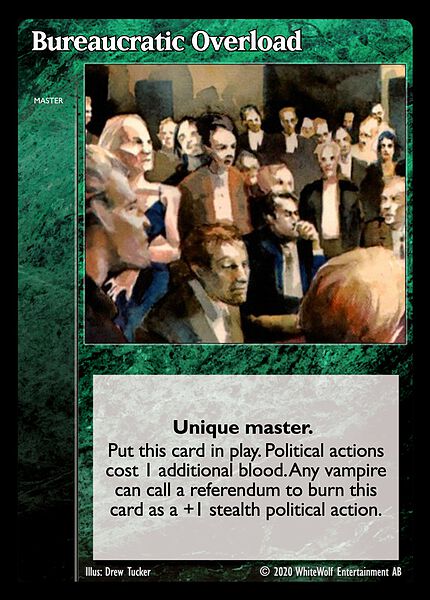 Bureaucratic Overload
MASTER
Unique master.
Put this card in play. Political actions
cost 1 additional blood. Any vampire
can call a referendum to burn this
card as a +1 stealth political action.
Illus: Drew Tucker
© 2020 WhiteWolf Entertainment AB